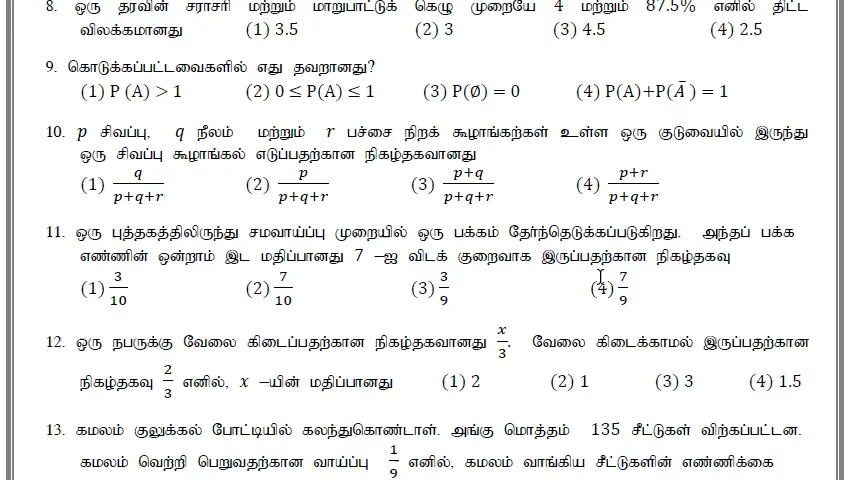 8. ஒரு தரவின் சராசரி மற்றும் மாறுபாட்டுக் கெழு முறையே 4 மற்றும் 87.5% எனில் திட்ட
விலக்கமானது (1) 3.5 (2) 3 (3) 4.5 (4) 2.5
9. கொடுக்கப்பட்டவைகளில் எது தவறானது?
(1) P (A) > 1 (2) 0 ≤ P(A) ≤ 1 (3) P(∅) = 0 (4) P(A)+P(Ā ) = 1
10. p சிவப்பு, q நீலம் மற்றும் r பச்சை நிறக் கூழாங்கற்கள் உள்ள ஒரு குடுவையில் இருந்து
ஒரு சிவப்பு கூழாங்கல் எடுப்பதற்கான நிகழ்தகவானது
(1) q/p+q+r (2) p/p+q+r (3) p+q/p+q+r (4) p+r/p+q+r
11. ஒரு புத்தகத்திலிருந்து சமவாய்ப்பு முறையில் ஒரு பக்கம் தேர்ந்தெடுக்கப்படுகிறது. அந்தப் பக்க
எண்ணின் ஒன்றாம் இட மதிப்பானது 7 –ஐ விடக் குறைவாக இருப்பதற்கான நிகழ்தகவு
(1) 3/10 (2) 7/10 (3) 3/9 (4) 7/9
12. ஒரு நபருக்கு வேலை கிடைப்பதற்கான நிகழ்தகவானது x/3. வேலை கிடைக்காமல் இருப்பதற்கான
நிகழ்தகவு 2/3 எனில், x –யின் மதிப்பானது (1) 2 (2) 1 (3) 3 (4) 1.5
13. கமலம் குலுக்கல் போட்டியில் கலந்துகொண்டாள். அங்கு மொத்தம் 135 சீட்டுகள் விற்கப்பட்டன.
கமலம் வெற்றி பெறுவதற்கான வாய்ப்பு 1/9 எனில், கமலம் வாங்கிய சீட்டுகளின் எண்ணிக்கை